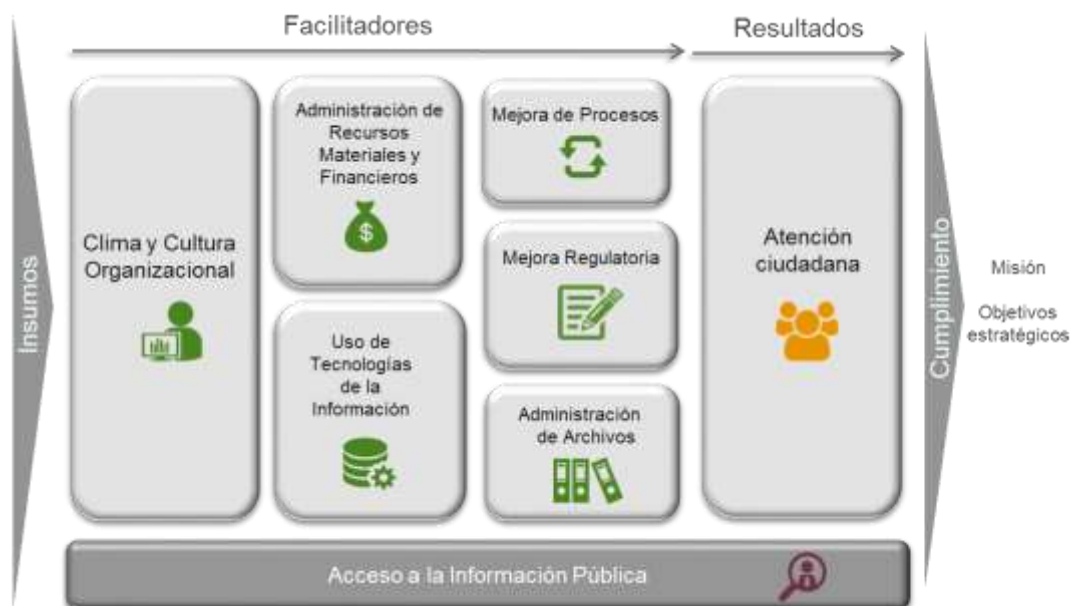 Facilitadores
Resultados
Insumos
Clima y Cultura
Organizacional
Administración de
Recursos
Materiales y
Financieros
$
Uso de
Tecnologías
de la
Información
Mejora de Procesos
Mejora Regulatoria
Administración
de Archivos
Atención
ciudadana
Cumplimiento
Misión
Objetivos
estratégicos
Acceso a la Información Pública